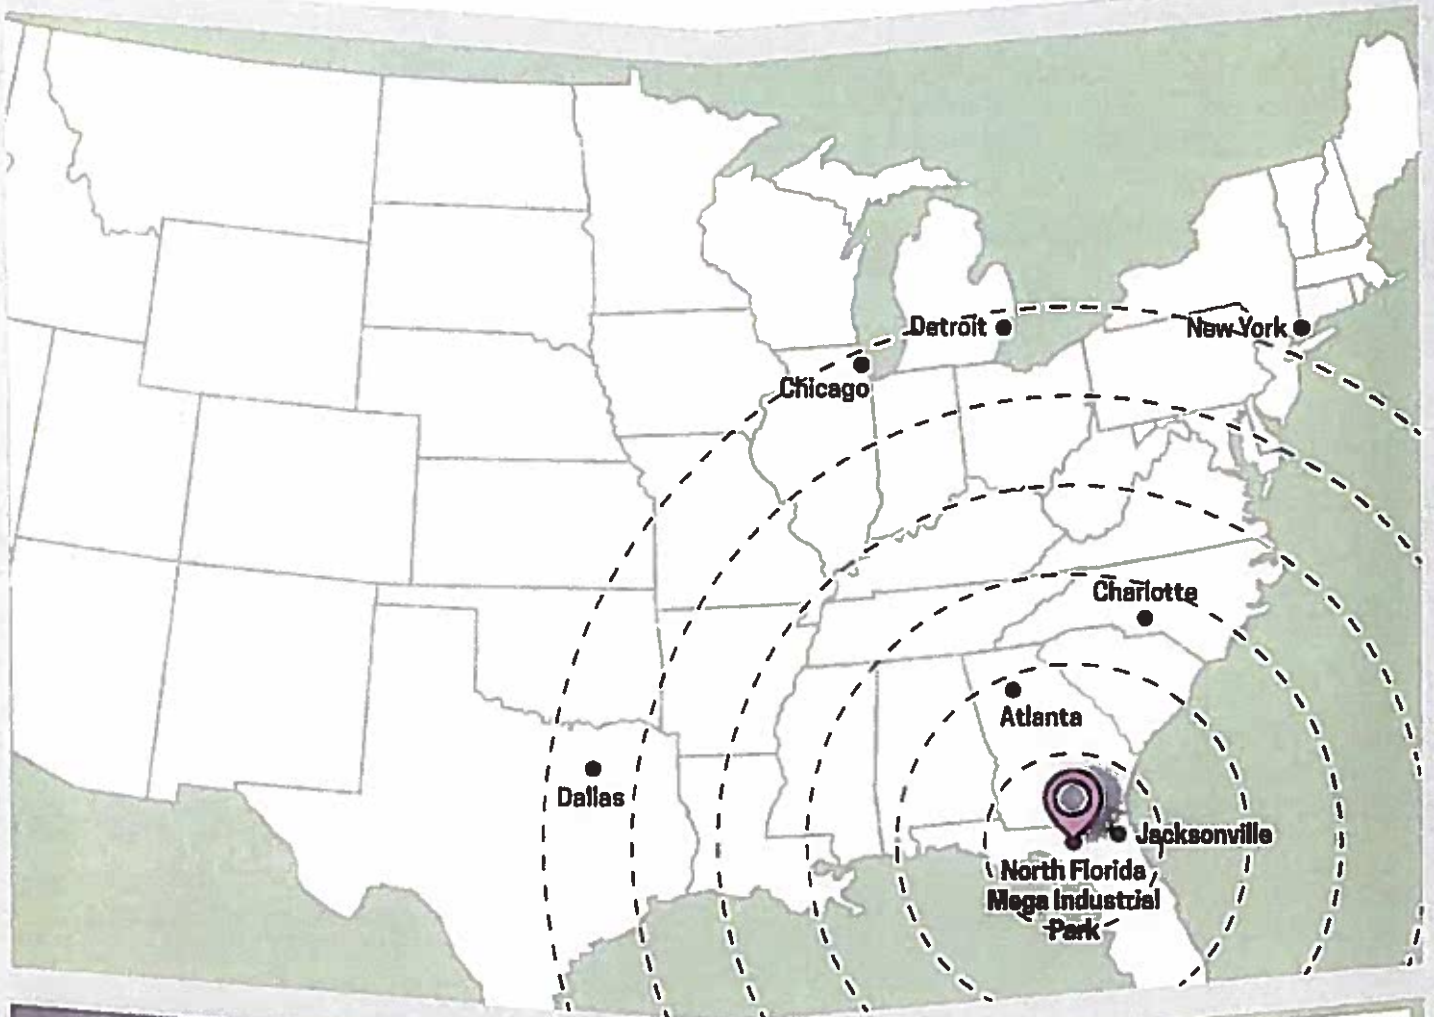 Detroit
New York
Chicago
Charlotte
Atlanta
Dallas
Jacksonville
North Florida
Mega Industrial
Park